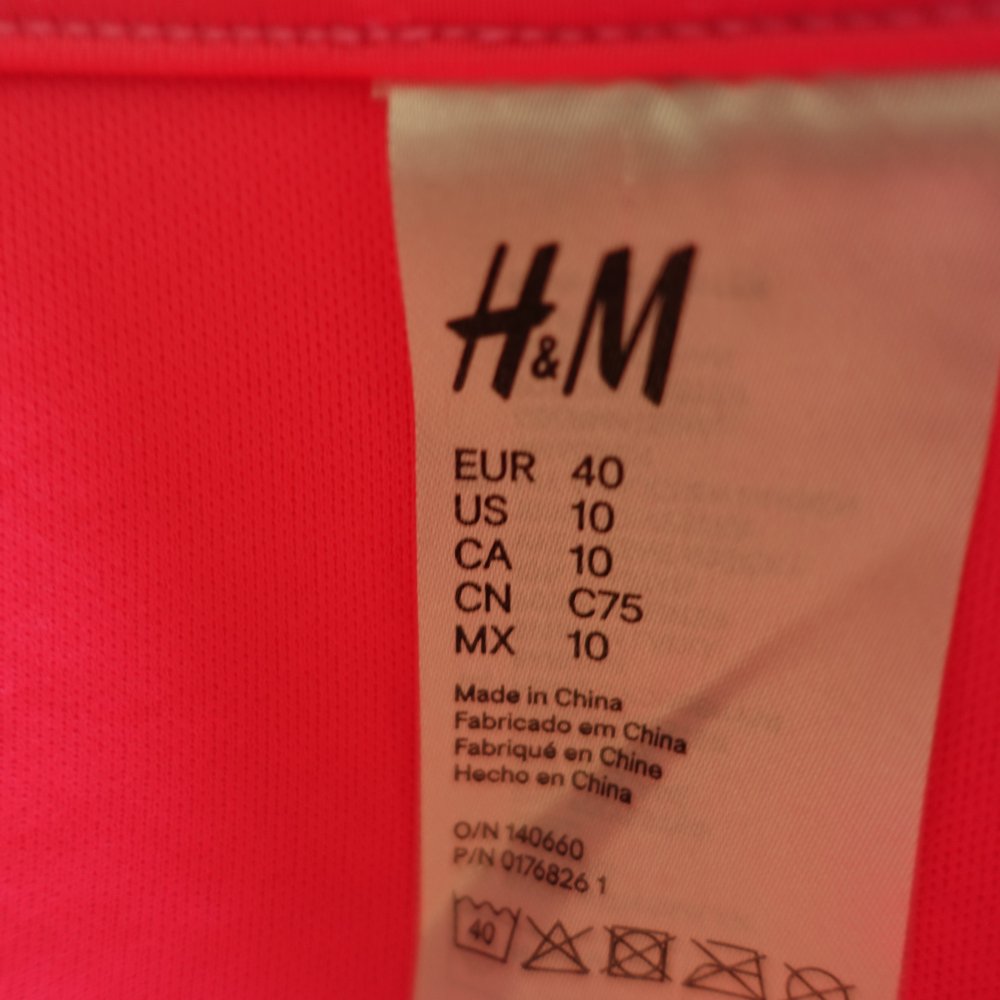 H&M
EUR 40
US 10
CA 10
CN C75
MX 10
Made in China
Fabricado em China
Fabriqué en Chine
Hecho en China
O/N 140660
P/N 0176826 1
40